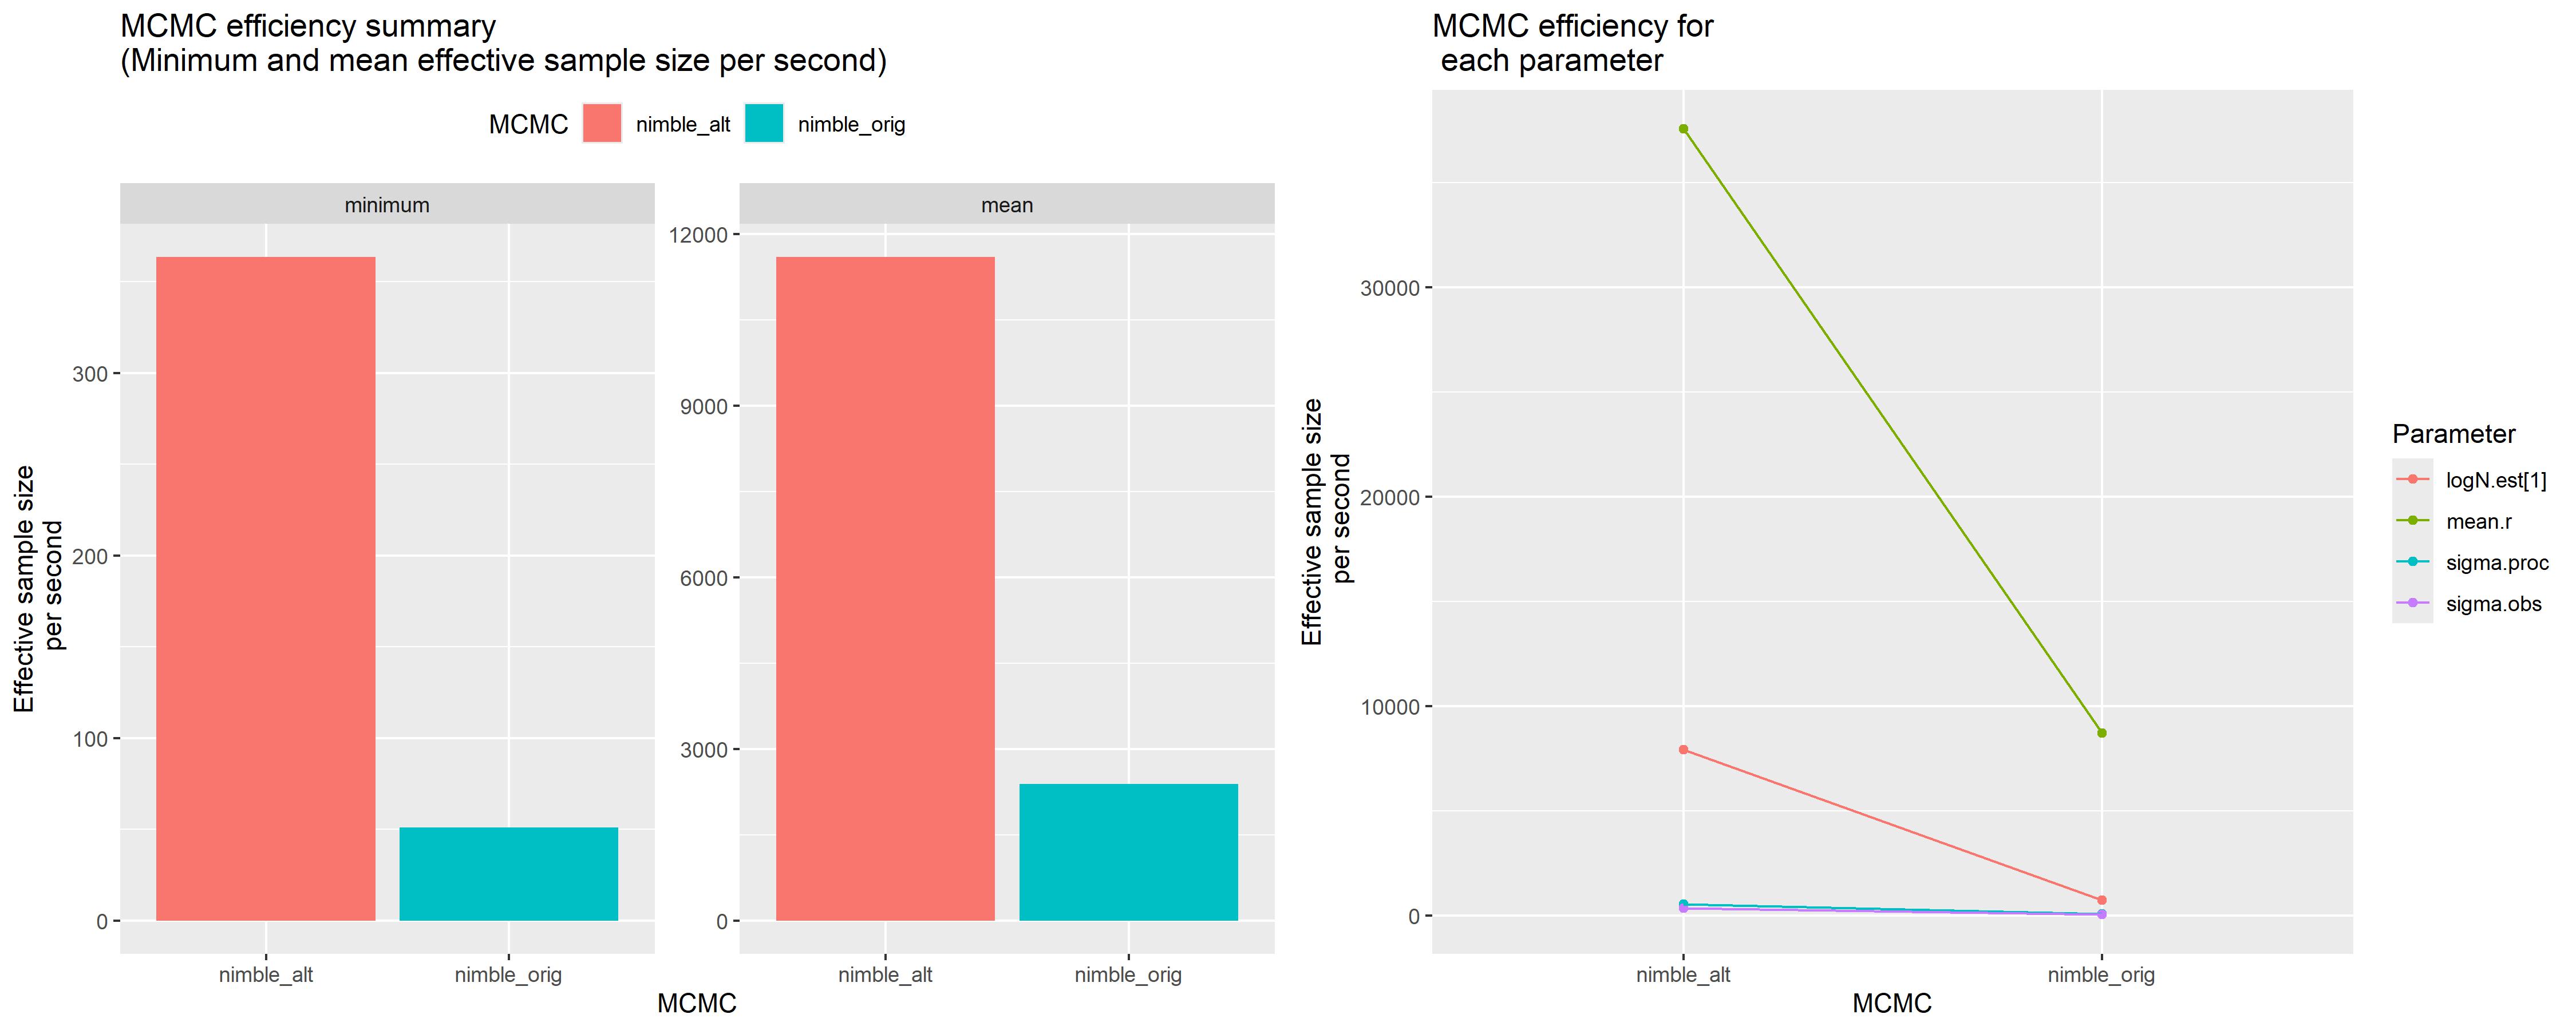 MCMC efficiency summary
(Minimum and mean effective sample size per second)
MCMC nimble_alt nimble_orig
minimum
mean
Effective sample size
per second
300
200
100
0
12000
9000
6000
3000
0
nimble_alt
nimble_orig
nimble_alt
nimble_orig
MCMC
MCMC efficiency for
each parameter
Effective sample size
per second
30000
20000
10000
0
nimble_alt
nimble_orig
MCMC
Parameter
logN.est[1]
mean.r
sigma.proc
sigma.obs